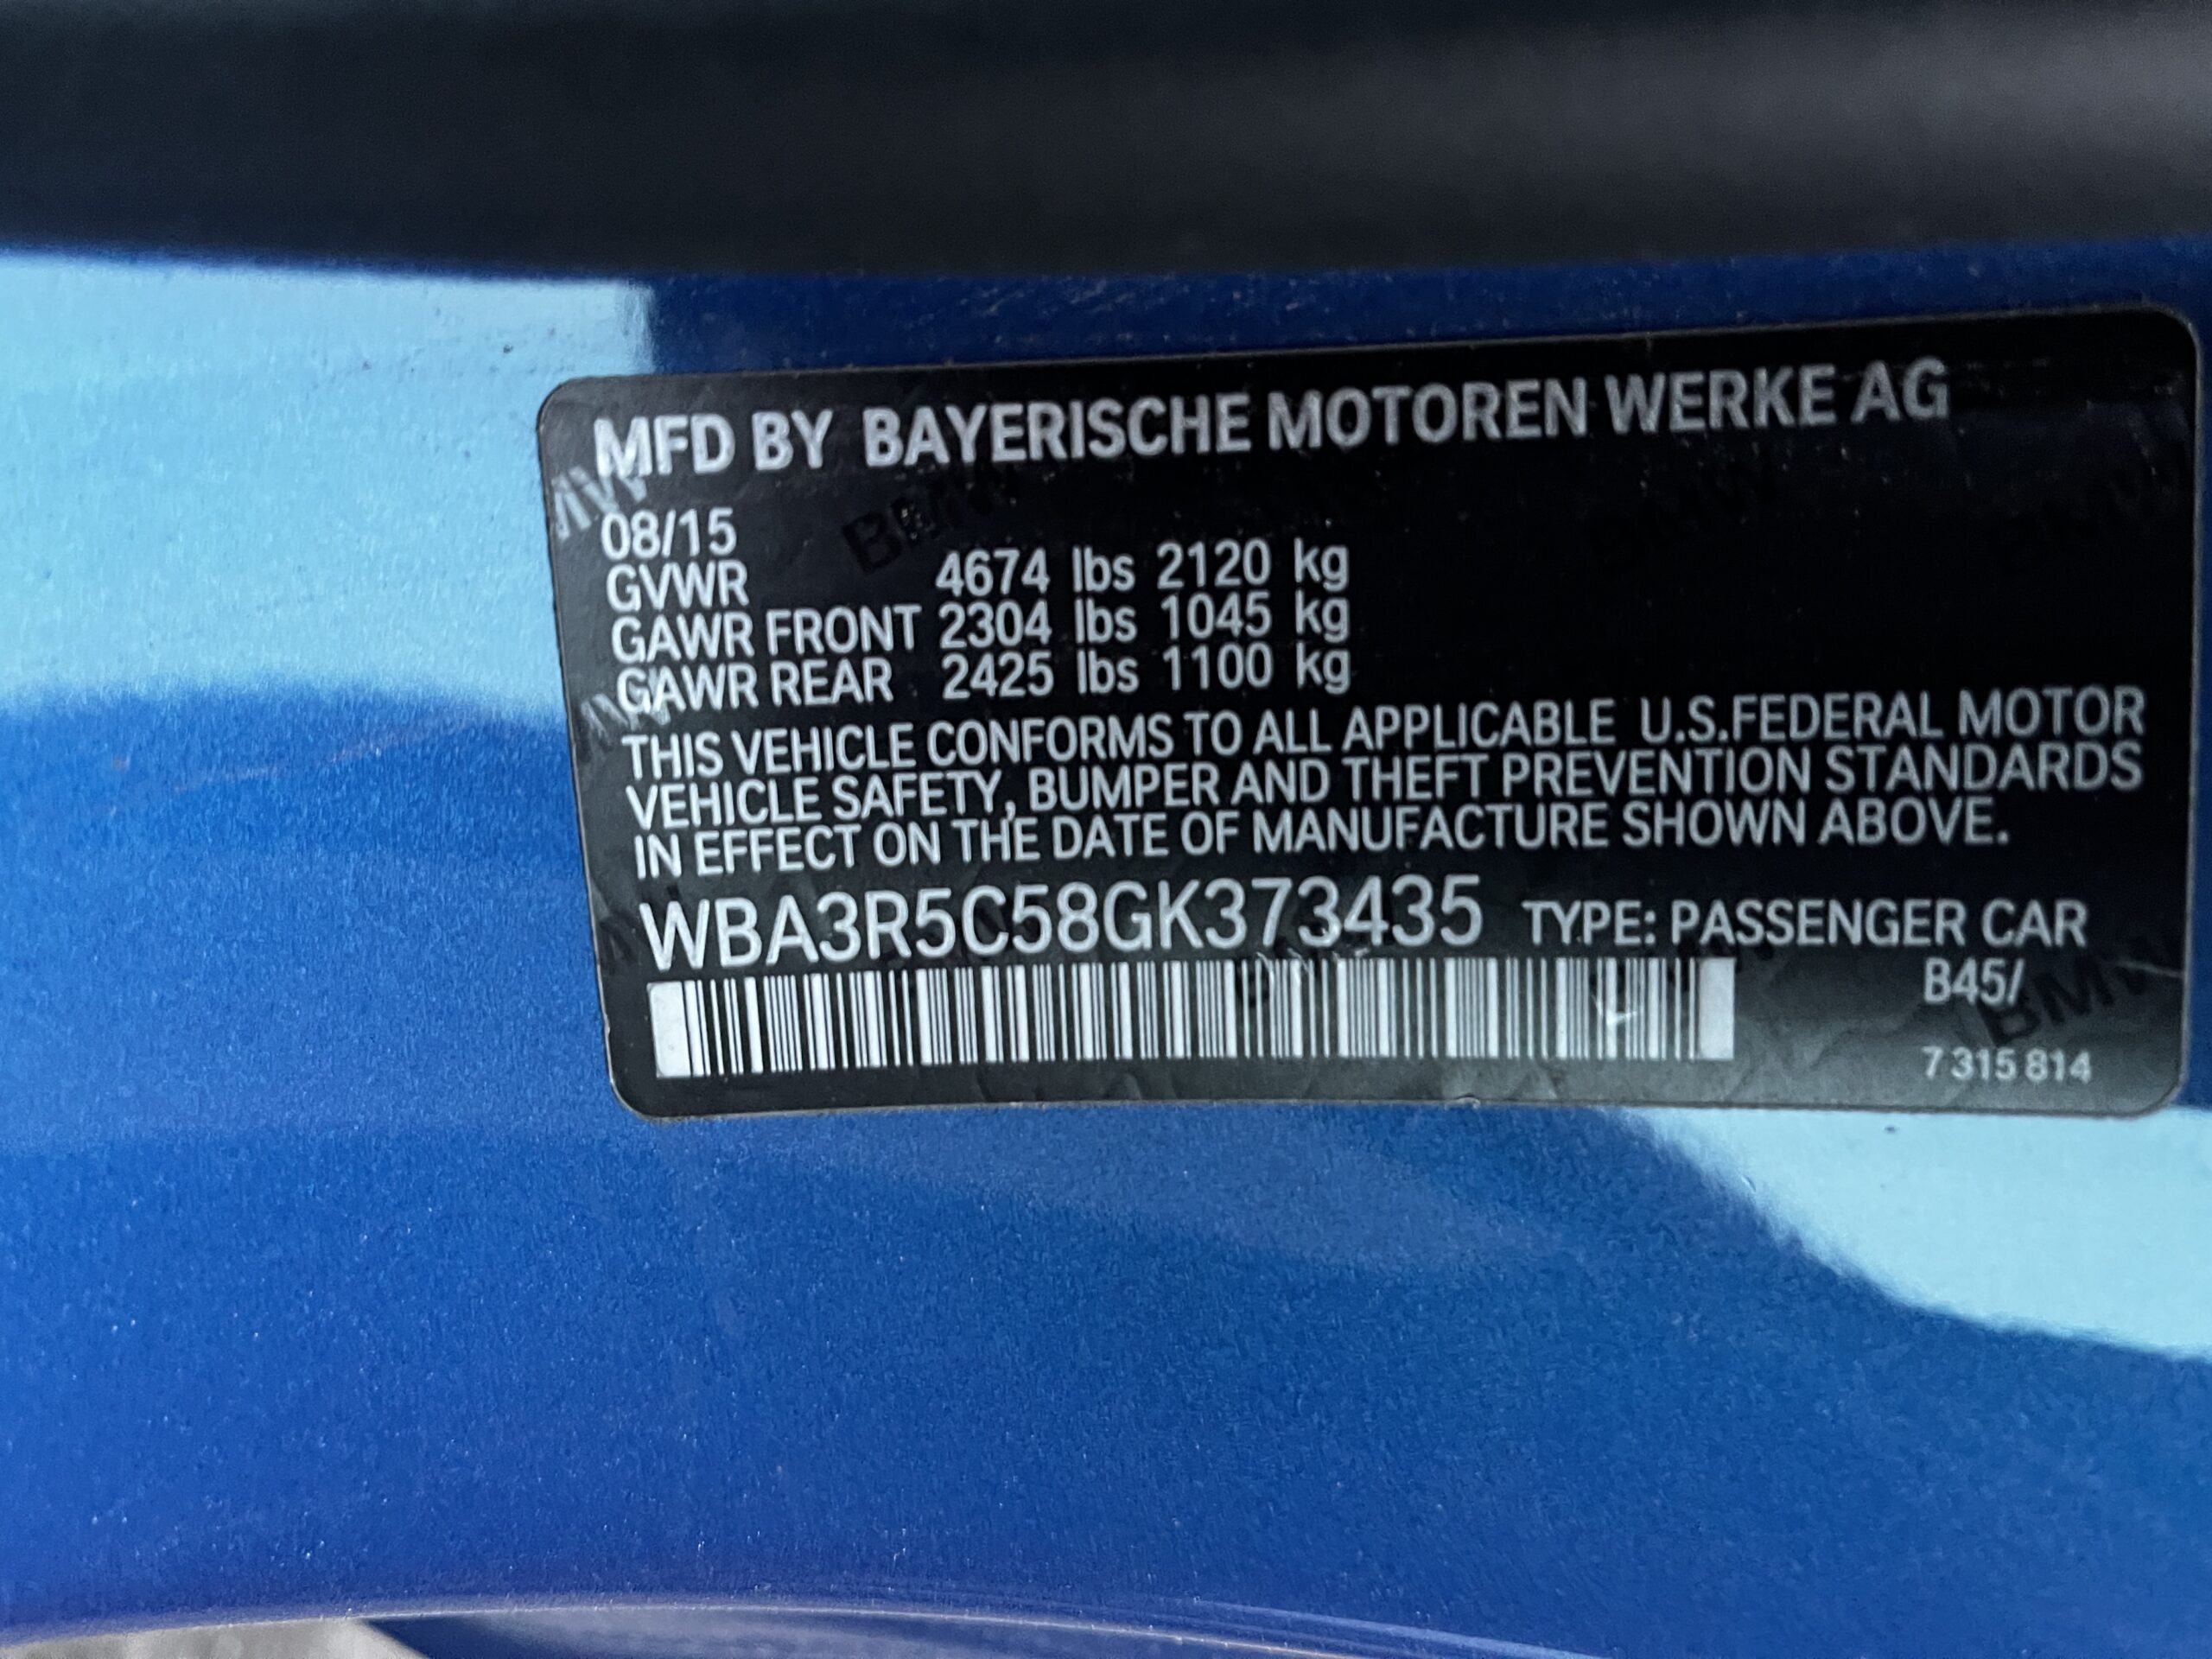 MFD BY BAYERISCHE MOTOREN WERKE AG
08/15
GVWR 4674 lbs 2120 kg
GAWR FRONT 2304 lbs 1045 kg
GAWR REAR 2425 lbs 1100 kg
THIS VEHICLE CONFORMS TO ALL APPLICABLE U.S.FEDERAL MOTOR
VEHICLE SAFETY, BUMPER AND THEFT PREVENTION STANDARDS
IN EFFECT ON THE DATE OF MANUFACTURE SHOWN ABOVE.
WBA3R5C58GK373435 TYPE: PASSENGER CAR
B45/
7 315 814